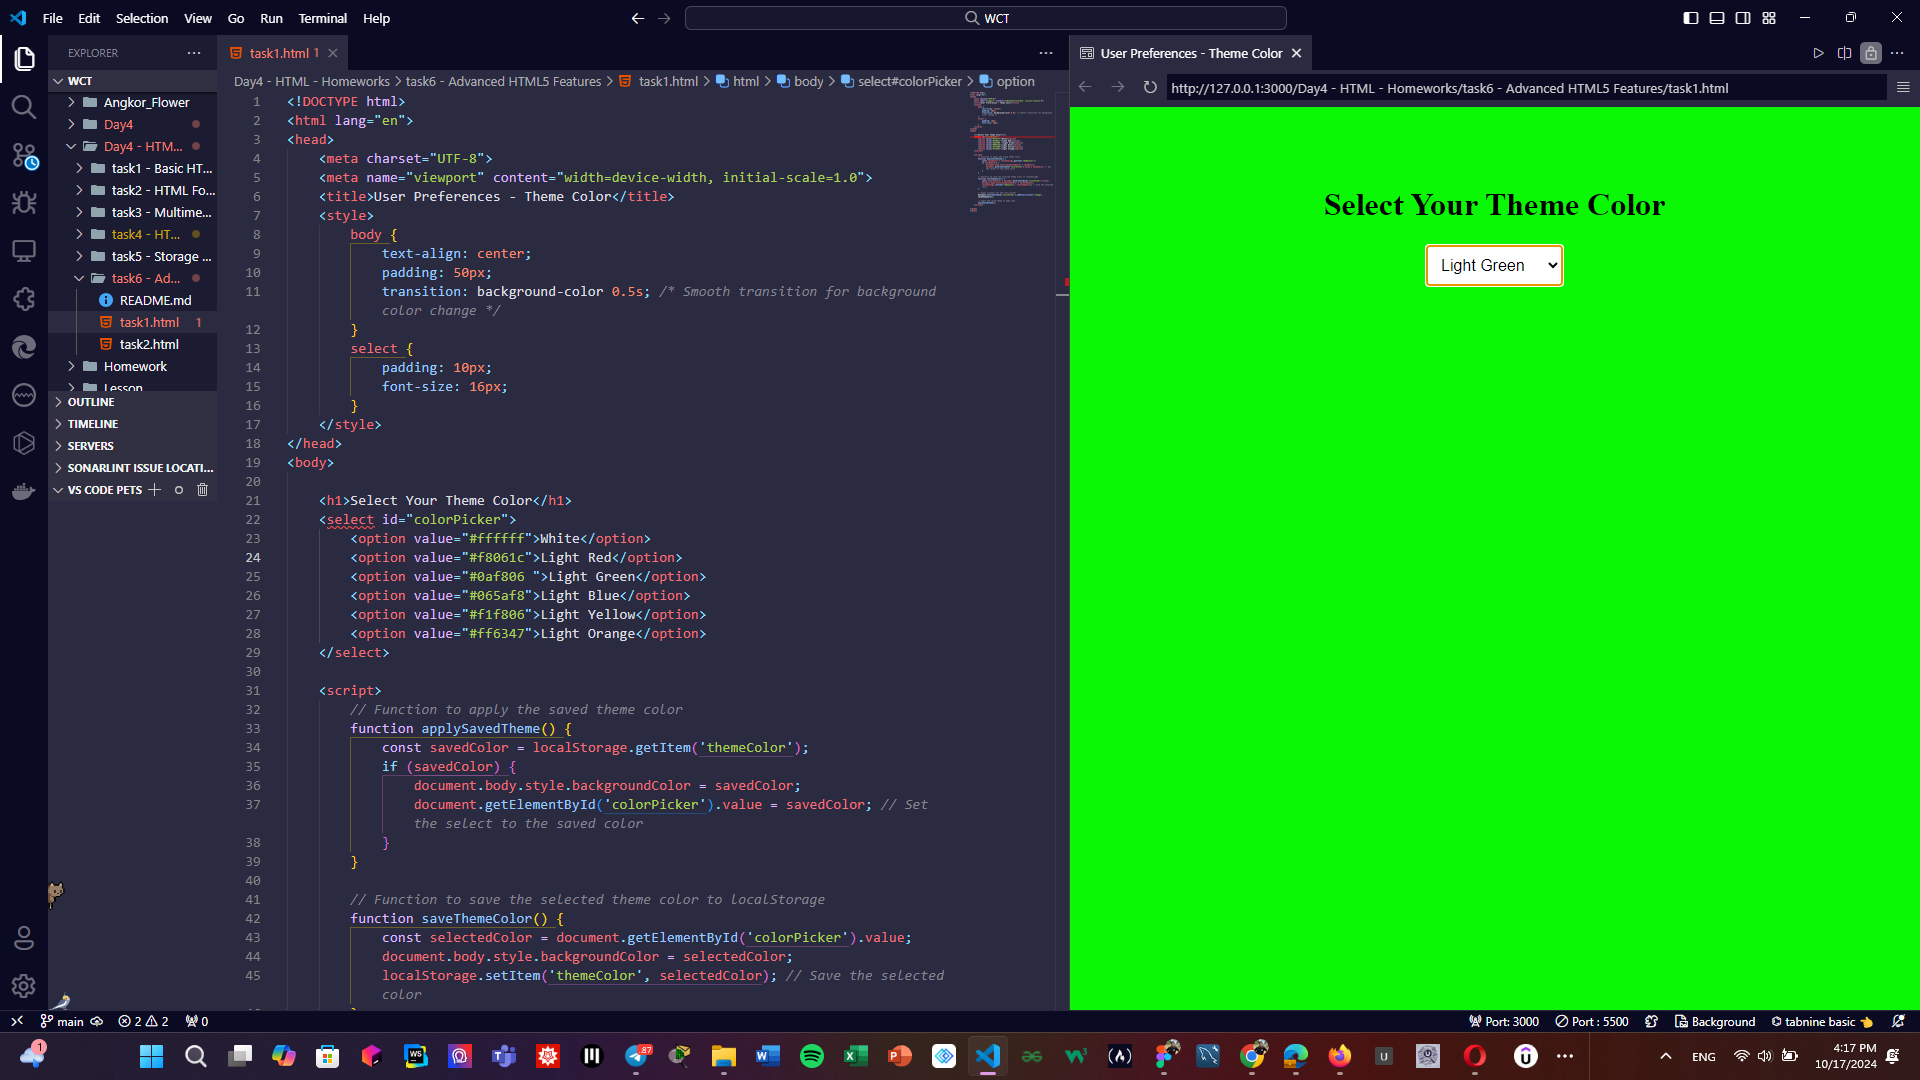 File Edit Selection View Go Run Terminal Help
WCT
EXPLORER
WCT
Angkor_Flower
Day4
Day4 - HTM...
task1 - Basic HT...
task2 - HTML Fo...
task3 - Multime...
task4 - HT...
task5 - Storage ...
task6 - Ad...
README.md
task1.html 1
task2.html
Homework
Lesson
OUTLINE
TIMELINE
SERVERS
SONARLINT ISSUE LOCATI...
VS CODE PETS
task1.html 1
Day4 - HTML - Homeworks > task6 - Advanced HTML5 Features > task1.html > html > body > select#colorPicker > option
1 <!DOCTYPE html>
2 <html lang="en">
3 <head>
4 <meta charset="UTF-8">
5 <meta name="viewport" content="width=device-width, initial-scale=1.0">
6 <title>User Preferences - Theme Color</title>
7 <style>
8 body {
9 text-align: center;
10 padding: 50px;
11 transition: background-color 0.5s; /* Smooth transition for background
color change */
12 }
13 select {
14 padding: 10px;
15 font-size: 16px;
16 }
17 </style>
18 </head>
19 <body>
20
21 <h1>Select Your Theme Color</h1>
22 <select id="colorPicker">
23 <option value="#ffffff">White</option>
24 <option value="#f8061c">Light Red</option>
25 <option value="#0af806 ">Light Green</option>
26 <option value="#065af8">Light Blue</option>
27 <option value="#f1f806">Light Yellow</option>
28 <option value="#ff6347">Light Orange</option>
29 </select>
30
31 <script>
32 // Function to apply the saved theme color
33 function applySavedTheme() {
34 const savedColor = localStorage.getItem('themeColor');
35 if (savedColor) {
36 document.body.style.backgroundColor = savedColor;
37 document.getElementById('colorPicker').value = savedColor; // Set
the select to the saved color
38 }
39 }
40
41 // Function to save the selected theme color to localStorage
42 function saveThemeColor() {
43 const selectedColor = document.getElementById('colorPicker').value;
44 document.body.style.backgroundColor = selectedColor;
45 localStorage.setItem('themeColor', selectedColor); // Save the selected
color
User Preferences - Theme Color
http://127.0.0.1:3000/Day4 - HTML - Homeworks/task6 - Advanced HTML5 Features/task1.html
Select Your Theme Color
Light Green
main 2 2 0
Port: 3000 Port : 5500 Background tabnine basic
1
WS
87
ENG
4:17 PM
10/17/2024